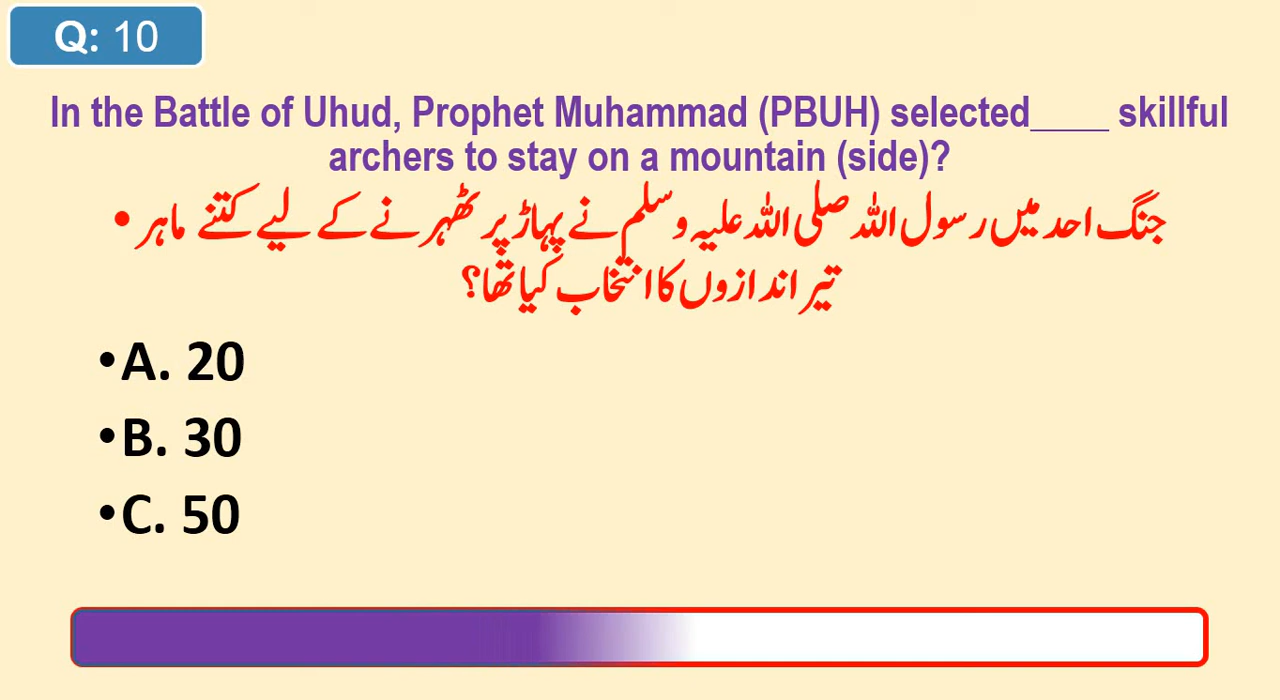 Q: 10
In the Battle of Uhud, Prophet Muhammad (PBUH) selected____ skillful
archers to stay on a mountain (side)?
• جنگ احد میں رسول اللہ صلی اللہ علیہ وسلم نے پہاڑ پر ٹھہرنے کے لیے کتنے ماہر
تیر اندازوں کا انتخاب کیا تھا؟
•A. 20
•B. 30
•C. 50